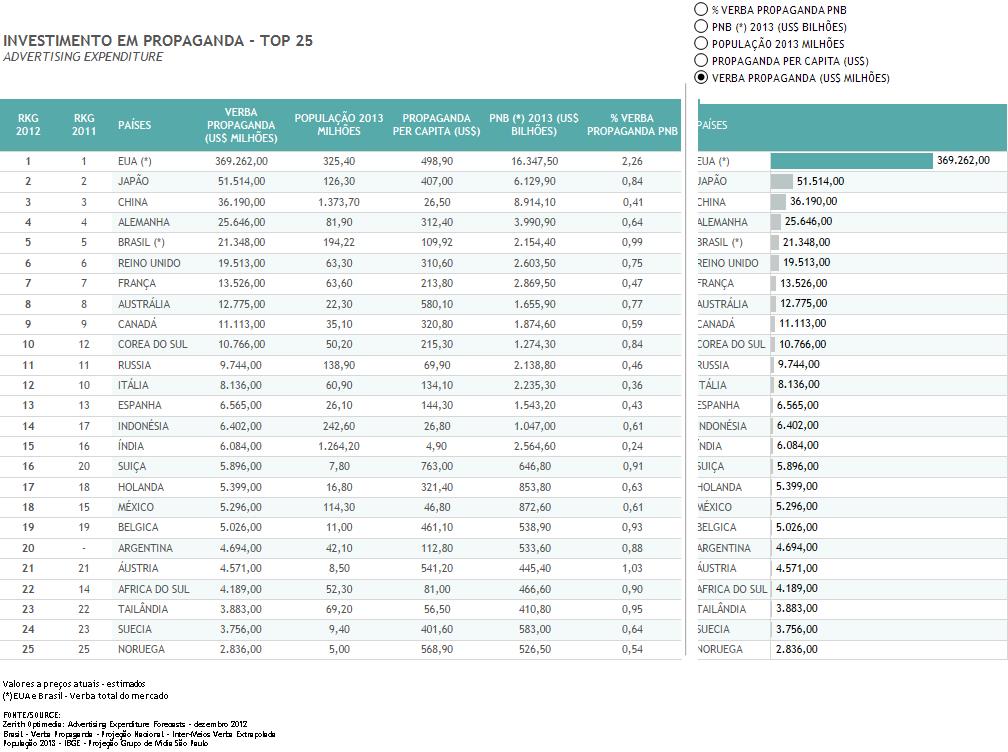 % VERBA PROPAGANDA PNB
PNB (*) 2013 (US$ BILHÕES)
POPULAÇÃO 2013 MILHÕES
PROPAGANDA PER CAPITA (US$)
VERBA PROPAGANDA (US$ MILHÕES)
INVESTIMENTO EM PROPAGANDA - TOP 25
ADVERTISING EXPENDITURE
RKG 2012 RKG 2011 PAÍSES VERBA PROPAGANDA (US$ MILHÕES) POPULAÇÃO 2013 MILHÕES PROPAGANDA PER CAPITA (US$) PNB (*) 2013 (US$ BILHÕES) % VERBA PROPAGANDA PNB
1 1 EUA (*) 369.262,00 325,40 498,90 16.347,50 2,26
2 2 JAPÃO 51.514,00 126,30 407,00 6.129,90 0,84
3 3 CHINA 36.190,00 1.373,70 26,50 8.914,10 0,41
4 4 ALEMANHA 25.646,00 81,90 312,40 3.990,90 0,64
5 5 BRASIL (*) 21.348,00 194,22 109,92 2.154,40 0,99
6 6 REINO UNIDO 19.513,00 63,30 310,60 2.603,50 0,75
7 7 FRANÇA 13.526,00 63,60 213,80 2.869,50 0,47
8 8 AUSTRÁLIA 12.775,00 22,30 580,10 1.655,90 0,77
9 9 CANADÁ 11.113,00 35,10 320,80 1.874,60 0,59
10 12 COREA DO SUL 10.766,00 50,20 215,30 1.274,30 0,84
11 11 RUSSIA 9.744,00 138,90 69,90 2.138,80 0,46
12 10 ITÁLIA 8.136,00 60,90 134,10 2.235,30 0,36
13 13 ESPANHA 6.565,00 26,10 144,30 1.543,20 0,43
14 17 INDONÉSIA 6.402,00 242,60 26,80 1.047,00 0,61
15 16 ÍNDIA 6.084,00 1.264,20 4,90 2.564,60 0,24
16 20 SUIÇA 5.896,00 7,80 763,00 646,80 0,91
17 18 HOLANDA 5.399,00 16,80 321,40 853,80 0,63
18 15 MÉXICO 5.296,00 114,30 46,80 872,60 0,61
19 19 BELGICA 5.026,00 11,00 461,10 538,90 0,93
20 - ARGENTINA 4.694,00 42,10 112,80 533,60 0,88
21 21 ÁUSTRIA 4.571,00 8,50 541,20 445,40 1,03
22 14 AFRICA DO SUL 4.189,00 52,30 81,00 466,60 0,90
23 22 TAILÂNDIA 3.883,00 69,20 56,50 410,80 0,95
24 23 SUECIA 3.756,00 9,40 401,60 583,00 0,64
25 25 NORUEGA 2.836,00 5,00 568,90 526,50 0,54
PAÍSES
EUA (*) 369.262,00
JAPÃO 51.514,00
CHINA 36.190,00
ALEMANHA 25.646,00
BRASIL (*) 21.348,00
REINO UNIDO 19.513,00
FRANÇA 13.526,00
AUSTRÁLIA 12.775,00
CANADÁ 11.113,00
COREA DO SUL 10.766,00
RUSSIA 9.744,00
ITÁLIA 8.136,00
ESPANHA 6.565,00
INDONÉSIA 6.402,00
ÍNDIA 6.084,00
SUIÇA 5.896,00
HOLANDA 5.399,00
MÉXICO 5.296,00
BELGICA 5.026,00
ARGENTINA 4.694,00
ÁUSTRIA 4.571,00
AFRICA DO SUL 4.189,00
TAILÂNDIA 3.883,00
SUECIA 3.756,00
NORUEGA 2.836,00
Valores a preços atuais - estimados
(*)EUA e Brasil - Verba total do mercado
FONTE/SOURCE:
Zenith Optimedia: Advertising Expenditure Forecasts - dezembro 2012
Brasil - Verba Propaganda - Projeção Nacional - Inter-Meios Verba Extrapolada
População 2013 - IBGE - Projeção Grupo de Mídia São Paulo